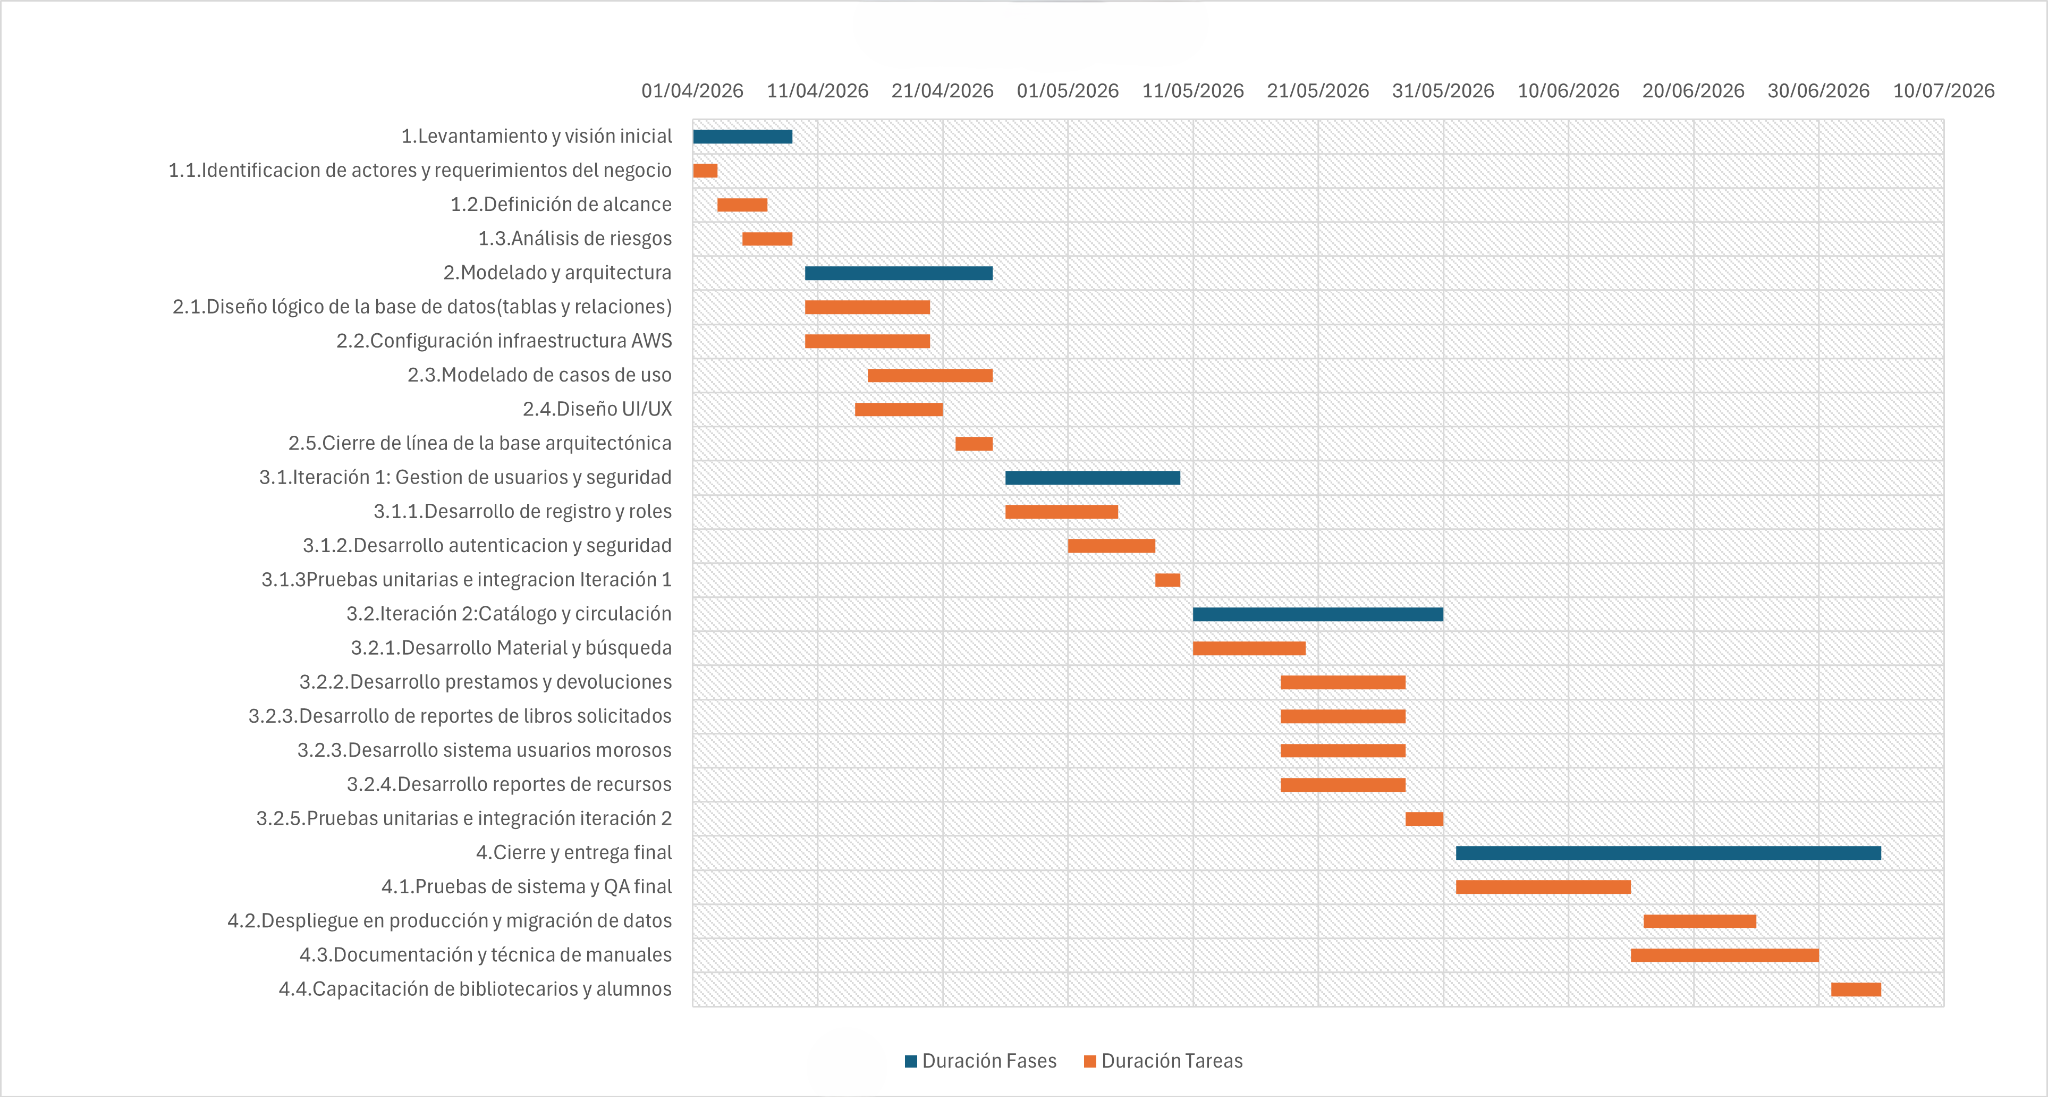 01/04/2026 11/04/2026 21/04/2026 01/05/2026 11/05/2026 21/05/2026 31/05/2026 10/06/2026 20/06/2026 30/06/2026 10/07/2026
1.Levantamiento y visión inicial
1.1.Identificacion de actores y requerimientos del negocio
1.2.Definición de alcance
1.3.Análisis de riesgos
2.Modelado y arquitectura
2.1.Diseño lógico de la base de datos(tablas y relaciones)
2.2.Configuración infraestructura AWS
2.3.Modelado de casos de uso
2.4.Diseño UI/UX
2.5.Cierre de línea de la base arquitectónica
3.1.Iteración 1: Gestion de usuarios y seguridad
3.1.1.Desarrollo de registro y roles
3.1.2.Desarrollo autenticacion y seguridad
3.1.3Pruebas unitarias e integracion Iteración 1
3.2.Iteración 2:Catálogo y circulación
3.2.1.Desarrollo Material y búsqueda
3.2.2.Desarrollo prestamos y devoluciones
3.2.3.Desarrollo de reportes de libros solicitados
3.2.3.Desarrollo sistema usuarios morosos
3.2.4.Desarrollo reportes de recursos
3.2.5.Pruebas unitarias e integración iteración 2
4.Cierre y entrega final
4.1.Pruebas de sistema y QA final
4.2.Despliegue en producción y migración de datos
4.3.Documentación y técnica de manuales
4.4.Capacitación de bibliotecarios y alumnos
Duración Fases Duración Tareas